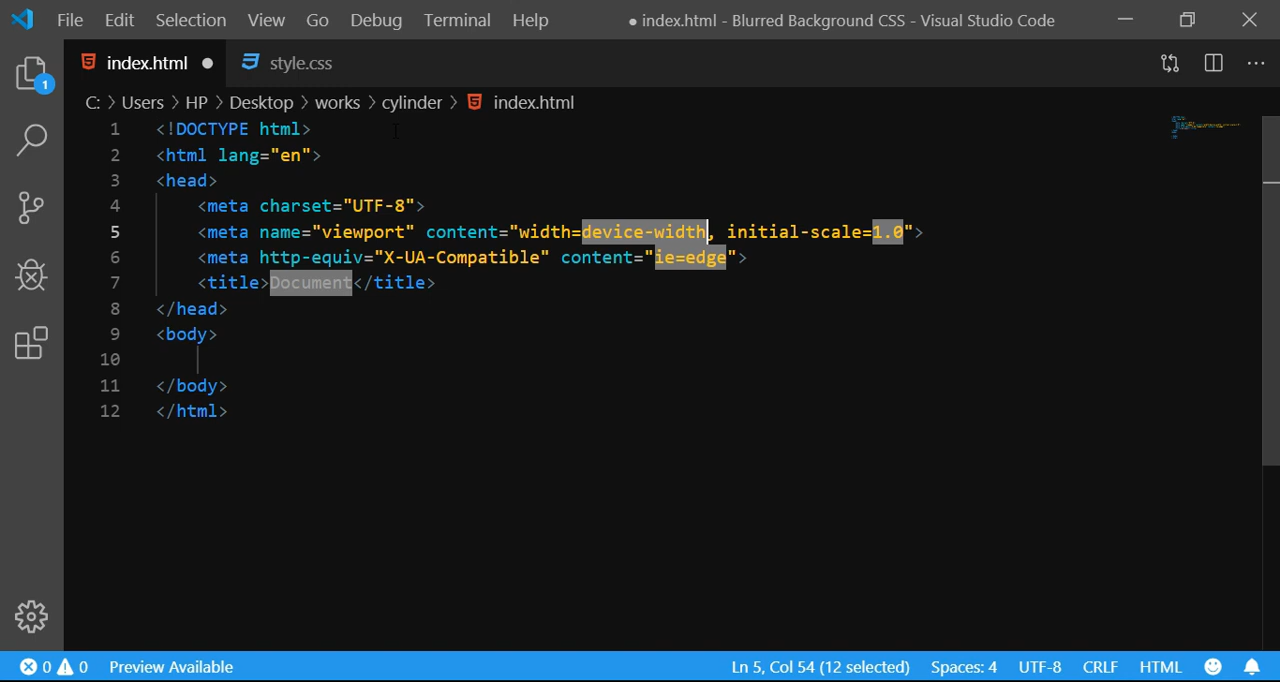 File Edit Selection View Go Debug Terminal Help ● index.html - Blurred Background CSS - Visual Studio Code
index.html ● style.css
1
C: > Users > HP > Desktop > works > cylinder > index.html
1 <!DOCTYPE html>
2 <html lang="en">
3 <head>
4 <meta charset="UTF-8">
5 <meta name="viewport" content="width=device-width, initial-scale=1.0">
6 <meta http-equiv="X-UA-Compatible" content="ie=edge">
7 <title>Document</title>
8 </head>
9 <body>
10
11 </body>
12 </html>
0 0 Preview Available Ln 5, Col 54 (12 selected) Spaces: 4 UTF-8 CRLF HTML